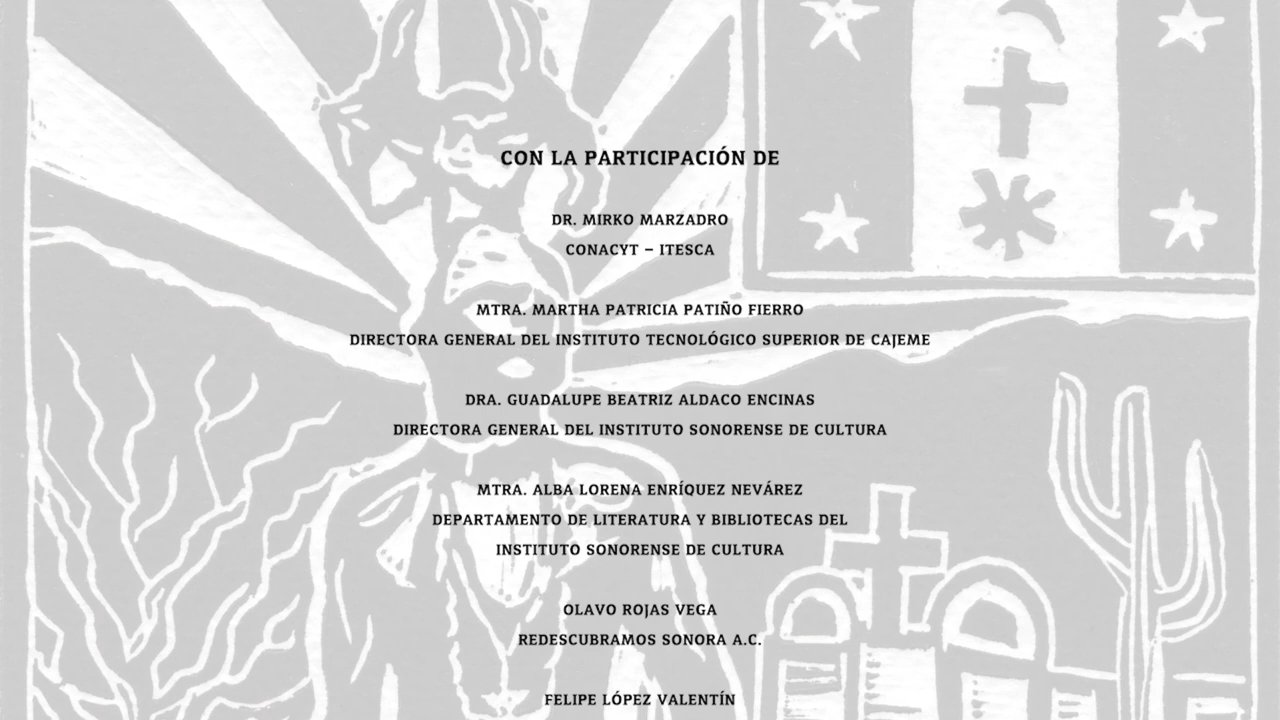 CON LA PARTICIPACIÓN DE
DR. MIRKO MARZADRO
CONACYT – ITESCA
MTRA. MARTHA PATRICIA PATIÑO FIERRO
DIRECTORA GENERAL DEL INSTITUTO TECNOLÓGICO SUPERIOR DE CAJEME
DRA. GUADALUPE BEATRIZ ALDACO ENCINAS
DIRECTORA GENERAL DEL INSTITUTO SONORENSE DE CULTURA
MTRA. ALBA LORENA ENRÍQUEZ NEVÁREZ
DEPARTAMENTO DE LITERATURA Y BIBLIOTECAS DEL
INSTITUTO SONORENSE DE CULTURA
OLAVO ROJAS VEGA
REDESCUBRAMOS SONORA A.C.
FELIPE LÓPEZ VALENTÍN